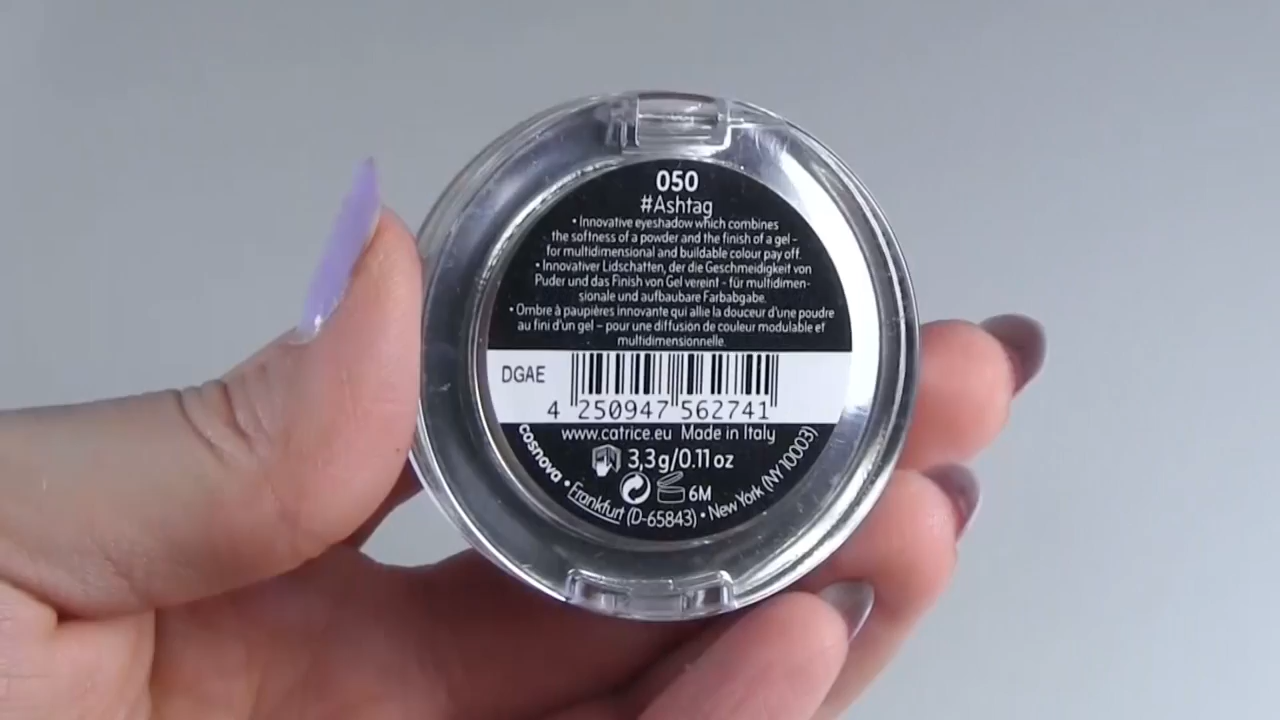 050
#Ashtag
• Innovative eyeshadow which combines
the softness of a powder and the finish of a gel –
for multidimensional and buildable colour pay off.
• Innovativer Lidschatten, der die Geschmeidigkeit von
Puder und das Finish von Gel vereint - für multidimen-
sionale und aufbaubare Farbabgabe.
• Ombre à paupières innovante qui allie la douceur d'une poudre
au fini d'un gel – pour une diffusion de couleur modulable et
multidimensionnelle.
DGAE
4 250947 562741
www.catrice.eu Made in Italy
3,3g/0.11 oz
6M
cosnova • Frankfurt (D-65843) • New York (NY 10003)